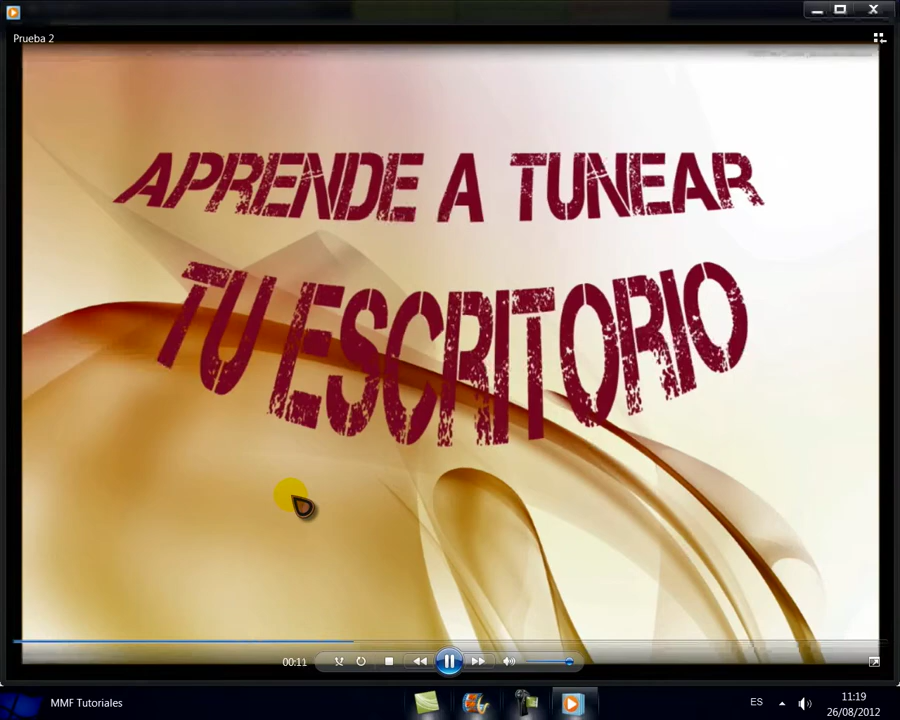 Prueba 2
APRENDE A TUNEAR
TU ESCRITORIO
00:11
MMF Tutoriales
ES
11:19
26/08/2012